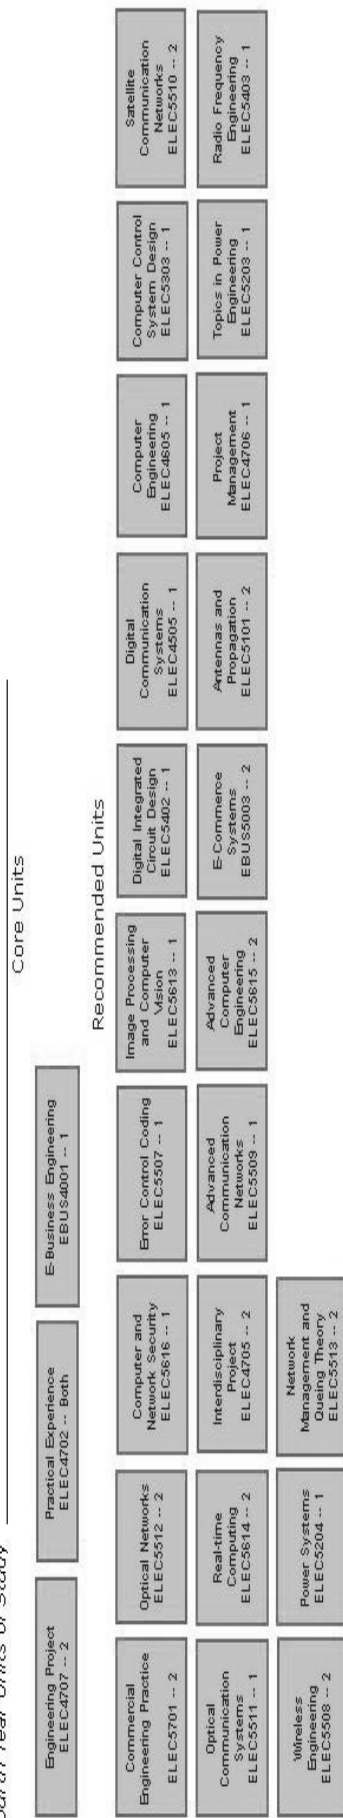 Fourth Year Units of Study
Core Units
Engineering Project
ELEC4707 -- 2
Practical Experience
ELEC4702 -- Both
E-Business Engineering
EBUS4001 -- 1
Recommended Units
Commercial
Engineering Practice
ELEC5701 -- 2
Optical Networks
ELEC5512 -- 2
Computer and
Network Security
ELEC5616 -- 1
Error Control Coding
ELEC5507 -- 1
Image Processing
and Computer
Vision
ELEC5613 -- 1
Digital Integrated
Circuit Design
ELEC5402 -- 1
Digital
Communication
Systems
ELEC4505 -- 1
Computer
Engineering
ELEC4605 -- 1
Computer Control
System Design
ELEC5303 -- 1
Satellite
Communication
Networks
ELEC5510 -- 2
Optical
Communication
Systems
ELEC5511 -- 1
Real-time
Computing
ELEC5614 -- 2
Interdisciplinary
Project
ELEC4705 -- 2
Advanced
Communication
Networks
ELEC5509 -- 1
Advanced
Computer
Engineering
ELEC5615 -- 2
E-Commerce
Systems
EBUS5003 -- 2
Antennas and
Propagation
ELEC5101 -- 2
Project
Management
ELEC4706 -- 1
Topics in Power
Engineering
ELEC5203 -- 1
Radio Frequency
Engineering
ELEC5403 -- 1
Wireless
Engineering
ELEC5508 -- 2
Power Systems
ELEC5204 -- 1
Network
Management and
Queing Theory
ELEC5513 -- 2